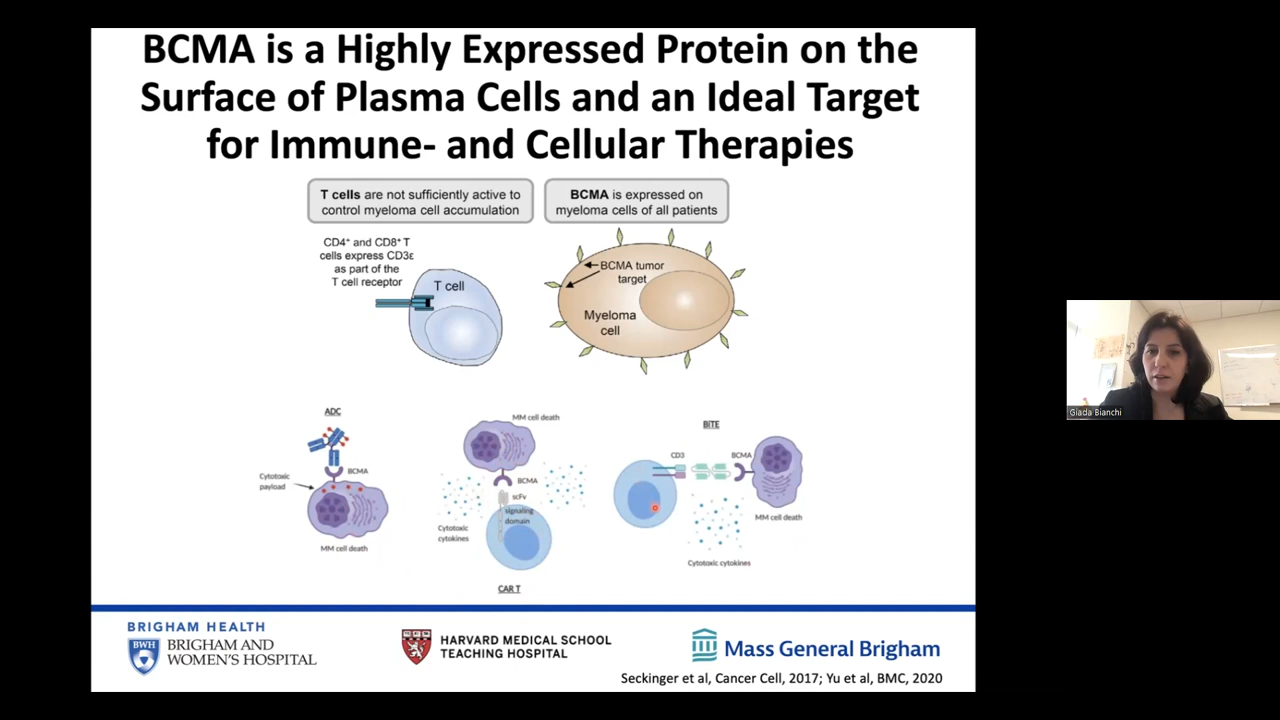 BCMA is a Highly Expressed Protein on the
Surface of Plasma Cells and an Ideal Target
for Immune- and Cellular Therapies
T cells are not sufficiently active to
control myeloma cell accumulation
BCMA is expressed on
myeloma cells of all patients
CD4⁺ and CD8⁺ T
cells express CD3ε
as part of the
T cell receptor
T cell
BCMA tumor
target
Myeloma
cell
ADC
BCMA
Cytotoxic
payload
MM cell death
MM cell death
BCMA
scFv
signaling
domain
Cytotoxic
cytokines
CAR T
BiTE
CD3
BCMA
MM cell death
Cytotoxic cytokines
Giada Bianchi
BRIGHAM HEALTH
BWH
BRIGHAM AND
WOMEN'S HOSPITAL
HARVARD MEDICAL SCHOOL
TEACHING HOSPITAL
Mass General Brigham
Seckinger et al, Cancer Cell, 2017; Yu et al, BMC, 2020